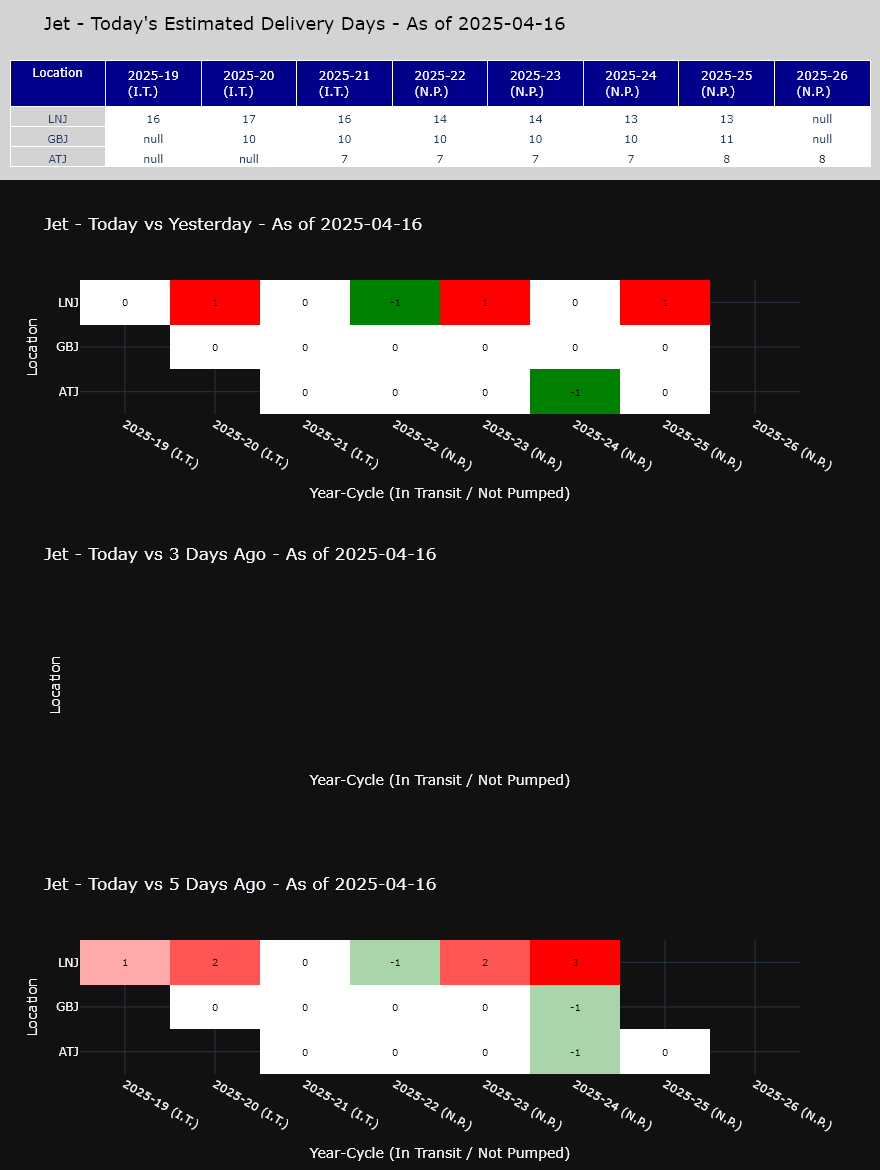 Jet - Today's Estimated Delivery Days - As of 2025-04-16
Location 2025-19 (I.T.) 2025-20 (I.T.) 2025-21 (I.T.) 2025-22 (N.P.) 2025-23 (N.P.) 2025-24 (N.P.) 2025-25 (N.P.) 2025-26 (N.P.)
LNJ 16 17 16 14 14 13 13 null
GBJ null 10 10 10 10 10 11 null
ATJ null null 7 7 7 7 8 8
Jet - Today vs Yesterday - As of 2025-04-16
Location
LNJ 0 1 0 -1 1 0 1
GBJ 0 0 0 0 0 0
ATJ 0 0 0 -1 0
2025-19 (I.T.) 2025-20 (I.T.) 2025-21 (I.T.) 2025-22 (N.P.) 2025-23 (N.P.) 2025-24 (N.P.) 2025-25 (N.P.) 2025-26 (N.P.)
Year-Cycle (In Transit / Not Pumped)
Jet - Today vs 3 Days Ago - As of 2025-04-16
Location
Year-Cycle (In Transit / Not Pumped)
Jet - Today vs 5 Days Ago - As of 2025-04-16
Location
LNJ 1 2 0 -1 2 3
GBJ 0 0 0 0 -1
ATJ 0 0 0 -1 0
2025-19 (I.T.) 2025-20 (I.T.) 2025-21 (I.T.) 2025-22 (N.P.) 2025-23 (N.P.) 2025-24 (N.P.) 2025-25 (N.P.) 2025-26 (N.P.)
Year-Cycle (In Transit / Not Pumped)